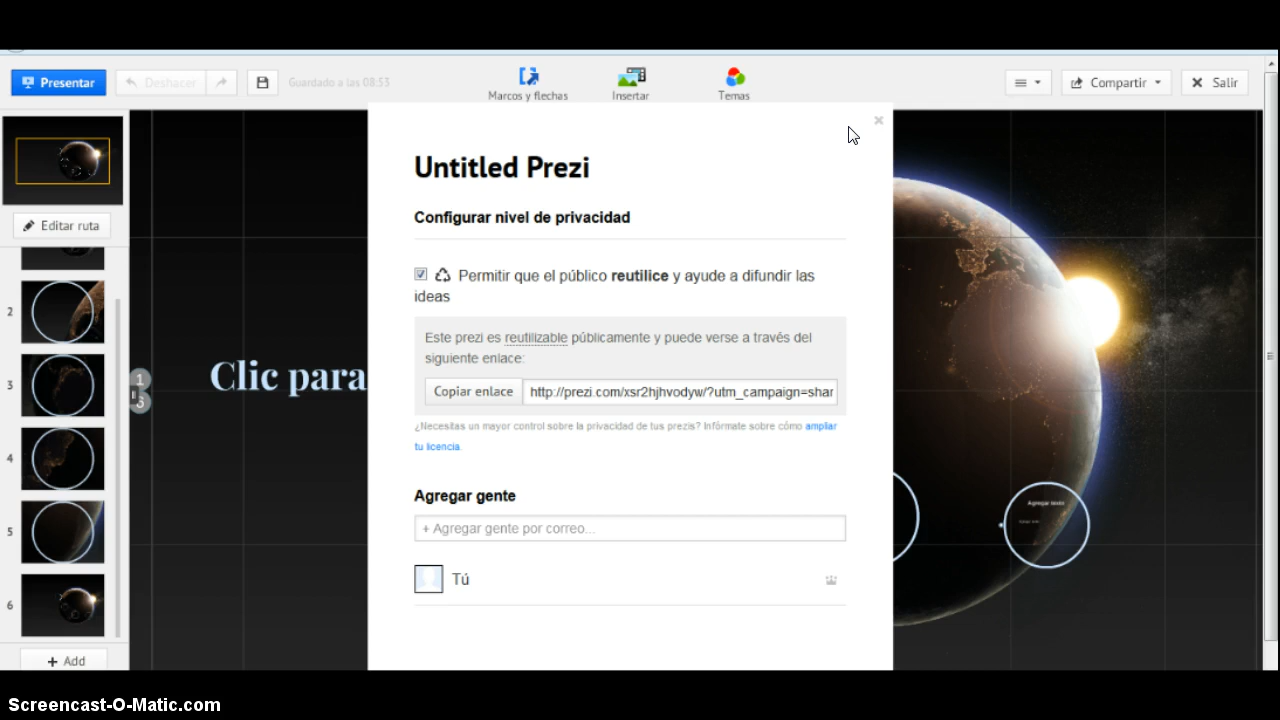 Presentar
Deshacer
Guardado a las 08:53
Marcos y flechas
Insertar
Temas
Compartir
Salir
Editar ruta
2
3
4
5
6
+ Add
Clic para
1
3
Untitled Prezi
Configurar nivel de privacidad
Permitir que el público reutilice y ayude a difundir las
ideas
Este prezi es reutilizable públicamente y puede verse a través del
siguiente enlace:
Copiar enlace
http://prezi.com/xsr2hjhvodyw/?utm_campaign=shar
¿Necesitas un mayor control sobre la privacidad de tus prezis? Infórmate sobre cómo ampliar
tu licencia
Agregar gente
+ Agregar gente por correo...
Tú
Agregar texto
Screencast-O-Matic.com